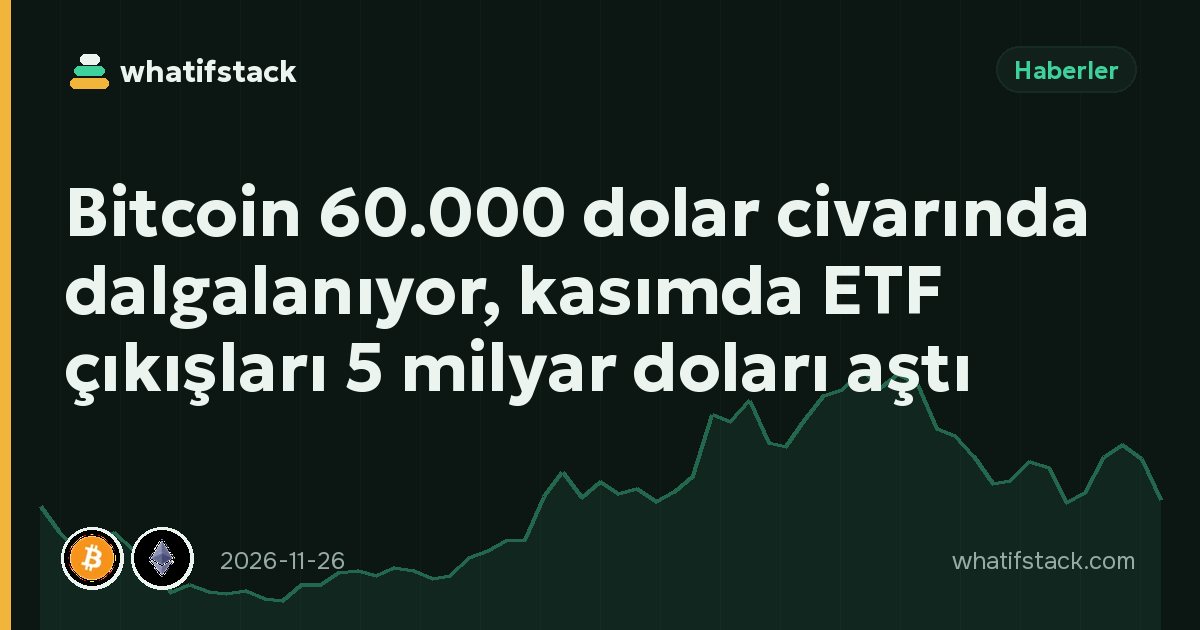 whatifstack
Haberler
Bitcoin 60.000 dolar civarında
dalgalanıyor, kasımda ETF
çıkışları 5 milyar doları aştı
2026-11-26
whatifstack.com